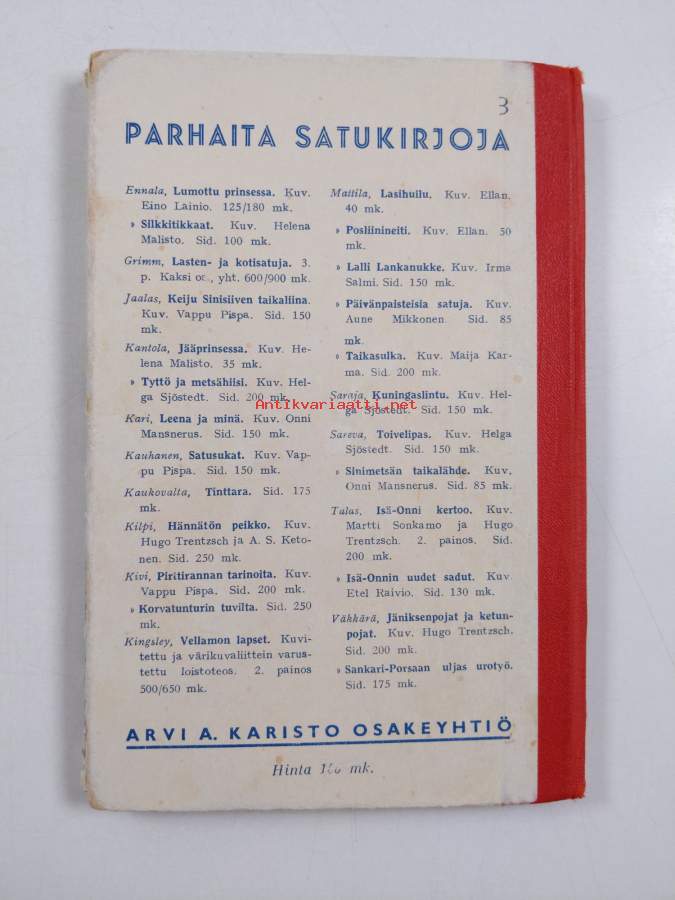 3
PARHAITA SATUKIRJOJA
Ennala, Lumottu prinsessa. Kuv.
Eino Lainio. 125/180 mk.
» Silkkitikkaat. Kuv. Helena
Malisto. Sid. 100 mk.
Grimm, Lasten- ja kotisatuja. 3.
p. Kaksi os., yht. 600/900 mk.
Jaalas, Keiju Sinisiiven taikaliina.
Kuv. Vappu Pispa. Sid. 150
mk.
Kantola, Jääprinsessa. Kuv. He-
lena Malisto. 35 mk.
» Tyttö ja metsähiisi. Kuv. Hel-
ga Sjöstedt. Sid. 200 mk.
Kari, Leena ja minä. Kuv. Onni
Mansnerus. Sid. 150 mk.
Kauhanen, Satusukat. Kuv. Vap-
pu Pispa. Sid. 150 mk.
Kaukovalta, Tinttara. Sid. 175
mk.
Kilpi, Hännätön peikko. Kuv.
Hugo Trentzsch ja A. S. Keto-
nen. Sid. 250 mk.
Kivi, Piritirannan tarinoita. Kuv.
Vappu Pispa. Sid. 200 mk.
» Korvatunturin tuvilta. Sid. 250
mk.
Kingsley, Vellamon lapset. Kuvi-
tettu ja värikuvaliittein varus-
tettu loistoteos. 2. painos
500/650 mk.
Mattila, Lasihuilu. Kuv. Ellan.
40 mk.
» Posliinineiti. Kuv. Ellan. 50
mk.
» Lalli Lankanukke. Kuv. Irma
Salmi. Sid. 150 mk.
» Päivänpaisteisia satuja. Kuv.
Aune Mikkonen. Sid. 85
mk.
» Taikasulka. Kuv. Maija Kar-
ma. Sid. 200 mk.
Saraja, Kuningaslintu. Kuv. Hel-
ga Sjöstedt. Sid. 150 mk.
Sareva, Toivelipas. Kuv. Helga
Sjöstedt. Sid. 150 mk.
» Sinimetsän taikalähde. Kuv.
Onni Mansnerus. Sid. 85 mk.
Talas, Isä-Onni kertoo. Kuv.
Martti Sonkamo ja Hugo
Trentzsch. 2. painos. Sid.
200 mk.
» Isä-Onnin uudet sadut. Kuv.
Etel Raivio. Sid. 130 mk.
Väkhärä, Jäniksenpojat ja ketun-
pojat. Kuv. Hugo Trentzsch.
Sid. 200 mk.
» Sankari-Porsaan uljas urotyö.
Sid. 175 mk.
Antikvariaatti.net
ARVI A. KARISTO OSAKEYHTIÖ
Hinta mk.